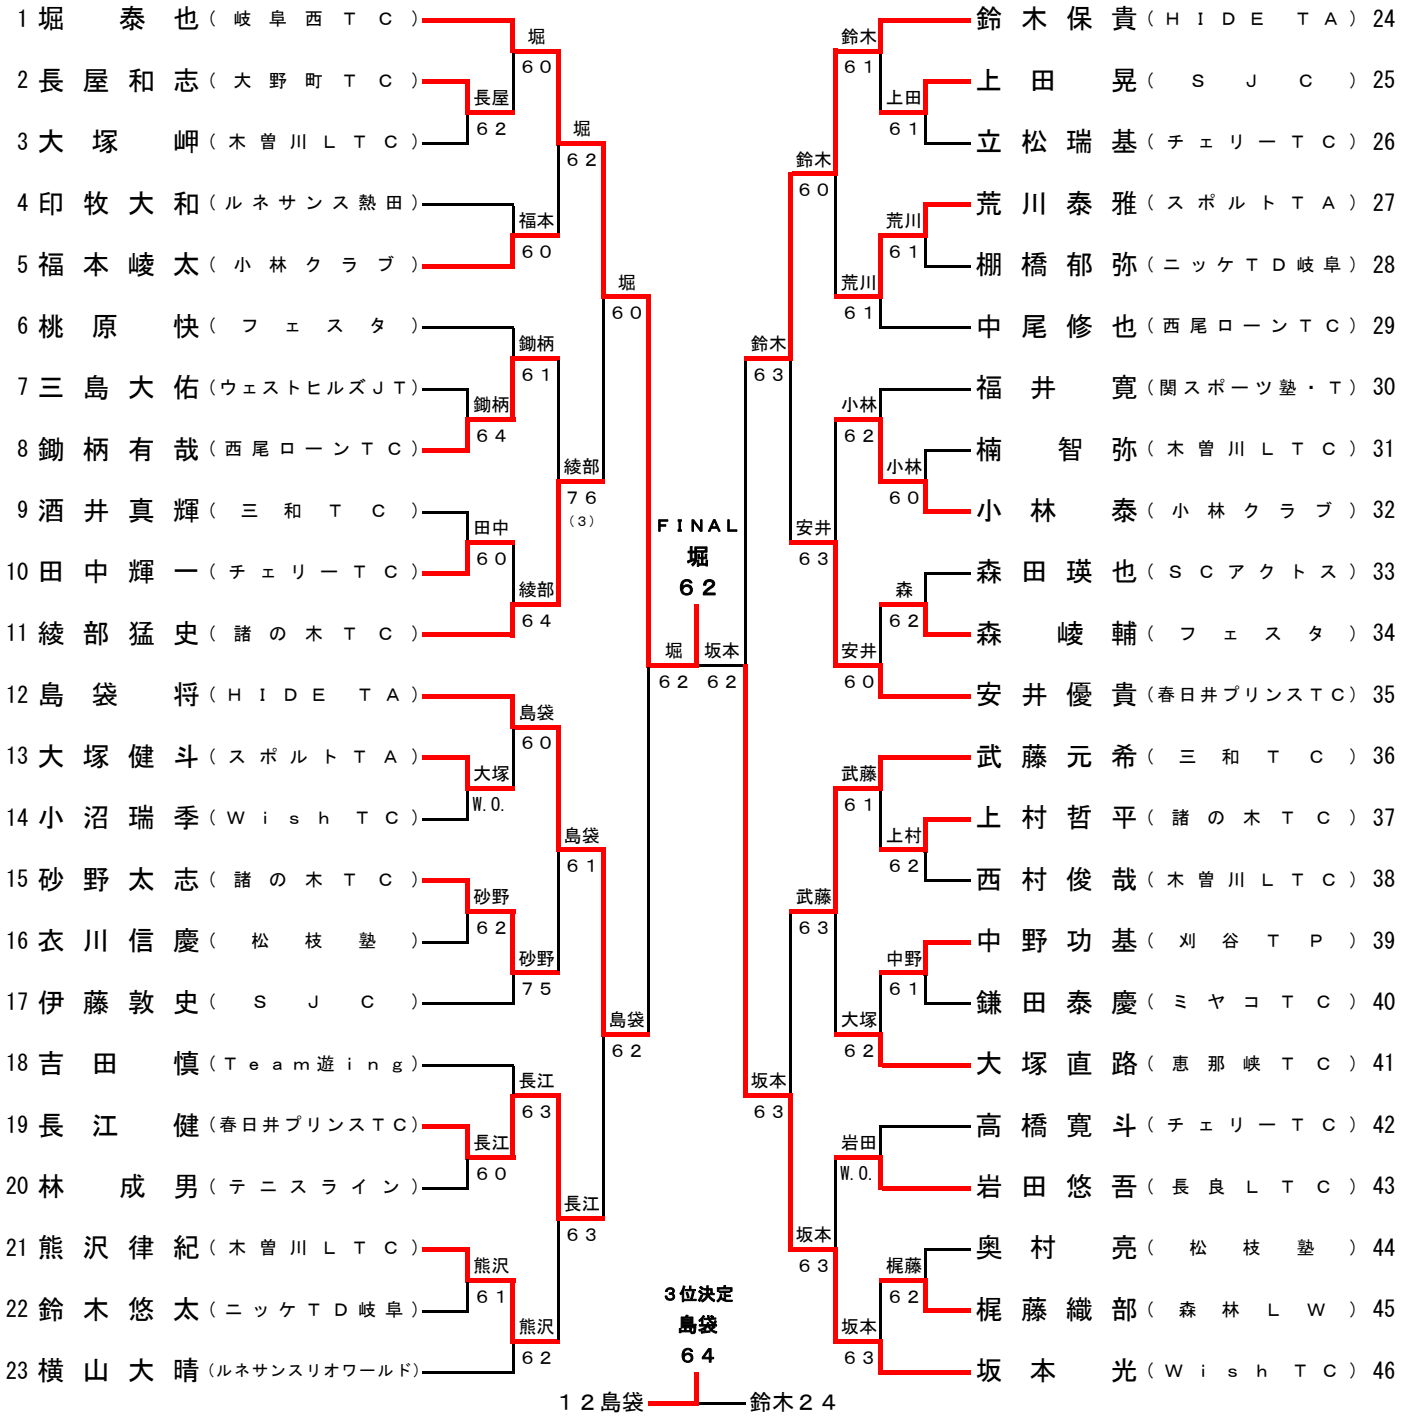 1 堀　泰也 (岐阜西TC)
2 長屋和志 (大野町TC)
3 大塚　岬 (木曽川LTC)
4 印牧大和 (ルネサンス熱田)
5 福本崚太 (小林クラブ)
6 桃原　快 (フェスタ)
7 三島大佑 (ウェストヒルズJT)
8 鋤柄有哉 (西尾ローンTC)
9 酒井真輝 (三和TC)
10 田中輝一 (チェリーTC)
11 綾部猛史 (諸の木TC)
12 島袋　将 (HIDE TA)
13 大塚健斗 (スポルトTA)
14 小沼瑞季 (Wish TC)
15 砂野太志 (諸の木TC)
16 衣川信慶 (松枝塾)
17 伊藤敦史 (SJC)
18 吉田　慎 (Team遊ing)
19 長江　健 (春日井プリンスTC)
20 林　成男 (テニスライン)
21 熊沢律紀 (木曽川LTC)
22 鈴木悠太 (ニッケTD岐阜)
23 横山大晴 (ルネサンスリオワールド)
長屋
62
鋤柄
64
田中
60
大塚
W.O.
砂野
62
長江
60
熊沢
61
堀
60
福本
60
鋤柄
61
綾部
64
島袋
60
砂野
75
長江
63
熊沢
62
堀
62
綾部
76
(3)
島袋
61
長江
63
堀
60
島袋
62
堀
62
FINAL
堀
62
坂本
62
鈴木
63
坂本
63
鈴木
60
安井
63
武藤
63
坂本
63
鈴木
61
荒川
61
小林
62
安井
60
武藤
61
大塚
62
岩田
W.O.
坂本
63
上田
61
荒川
61
小林
60
森
62
上村
62
中野
61
梶藤
62
鈴木保貴 (HIDE TA) 24
上田　晃 (SJC) 25
立松瑞基 (チェリーTC) 26
荒川泰雅 (スポルトTA) 27
棚橋郁弥 (ニッケTD岐阜) 28
中尾修也 (西尾ローンTC) 29
福井　寛 (関スポーツ塾・T) 30
楠　智弥 (木曽川LTC) 31
小林　泰 (小林クラブ) 32
森田瑛也 (SCアクトス) 33
森　崚輔 (フェスタ) 34
安井優貴 (春日井プリンスTC) 35
武藤元希 (三和TC) 36
上村哲平 (諸の木TC) 37
西村俊哉 (木曽川LTC) 38
中野功基 (刈谷TP) 39
鎌田泰慶 (ミヤコTC) 40
大塚直路 (恵那峡TC) 41
高橋寛斗 (チェリーTC) 42
岩田悠吾 (長良LTC) 43
奥村　亮 (松枝塾) 44
梶藤織部 (森林LW) 45
坂本　光 (Wish TC) 46
3位決定
島袋
64
12島袋
鈴木24